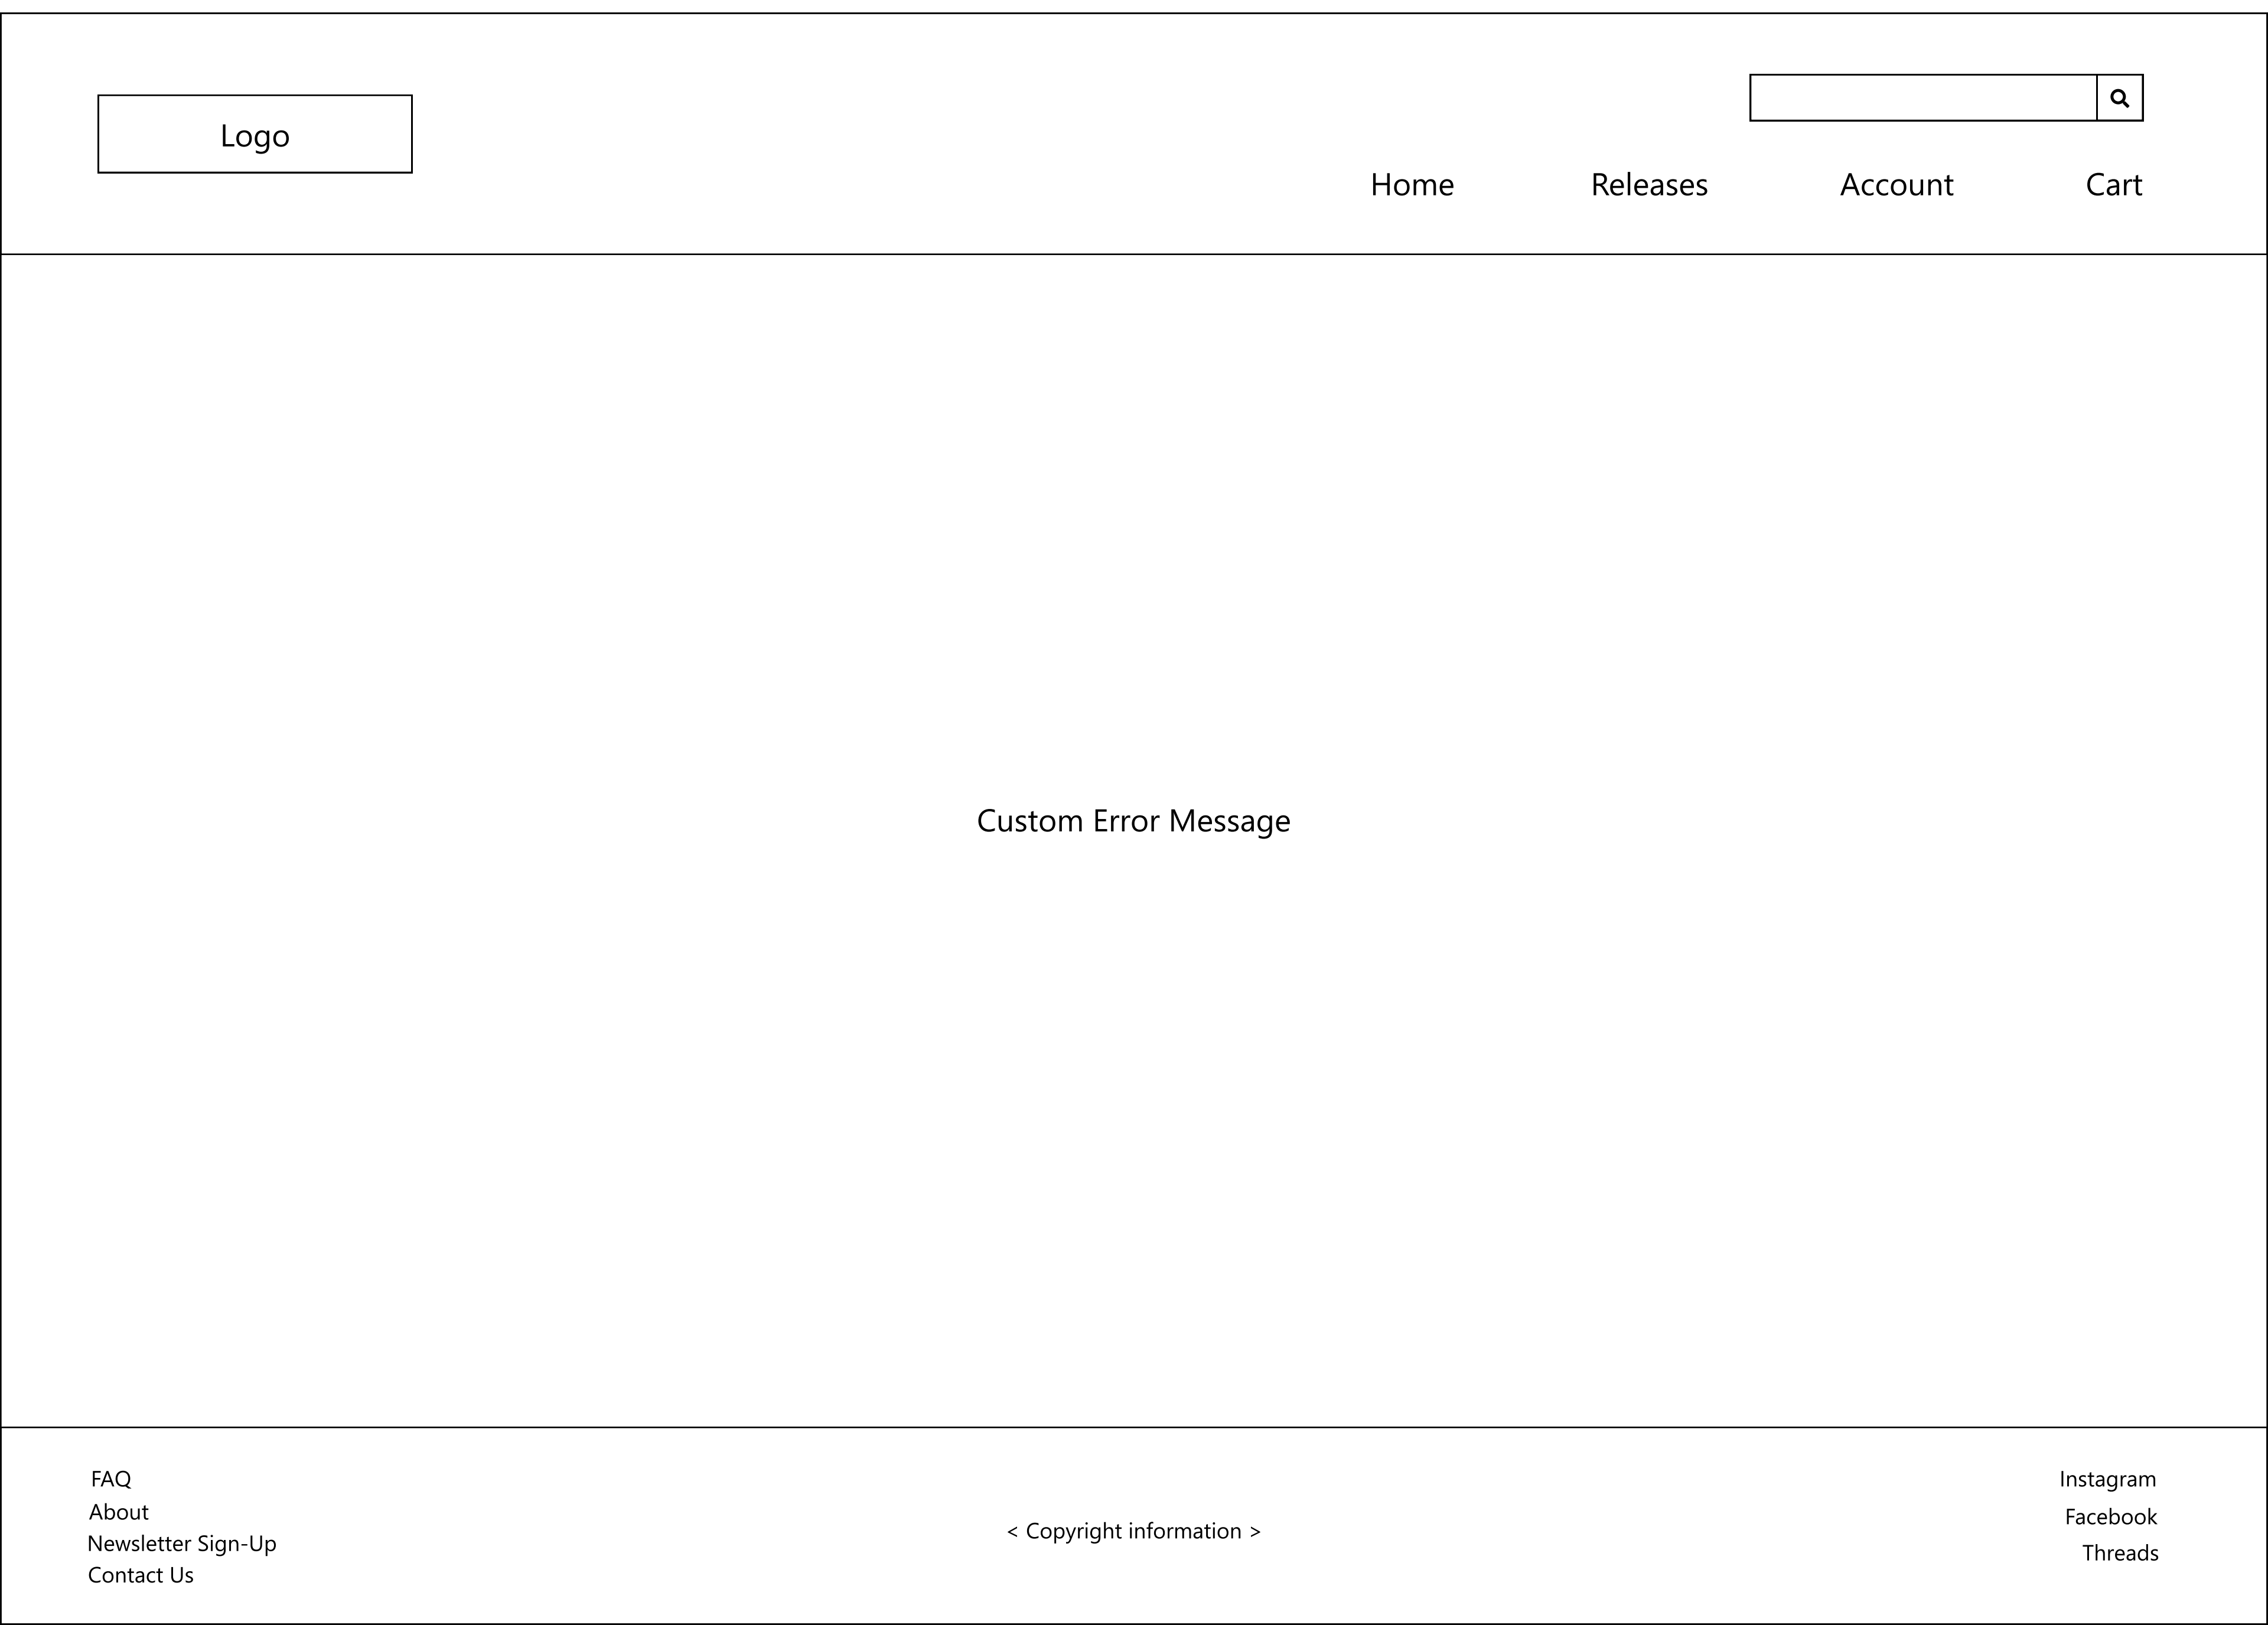 Logo
Home Releases Account Cart
Custom Error Message
FAQ
About
Newsletter Sign-Up
Contact Us
< Copyright information >
Instagram
Facebook
Threads